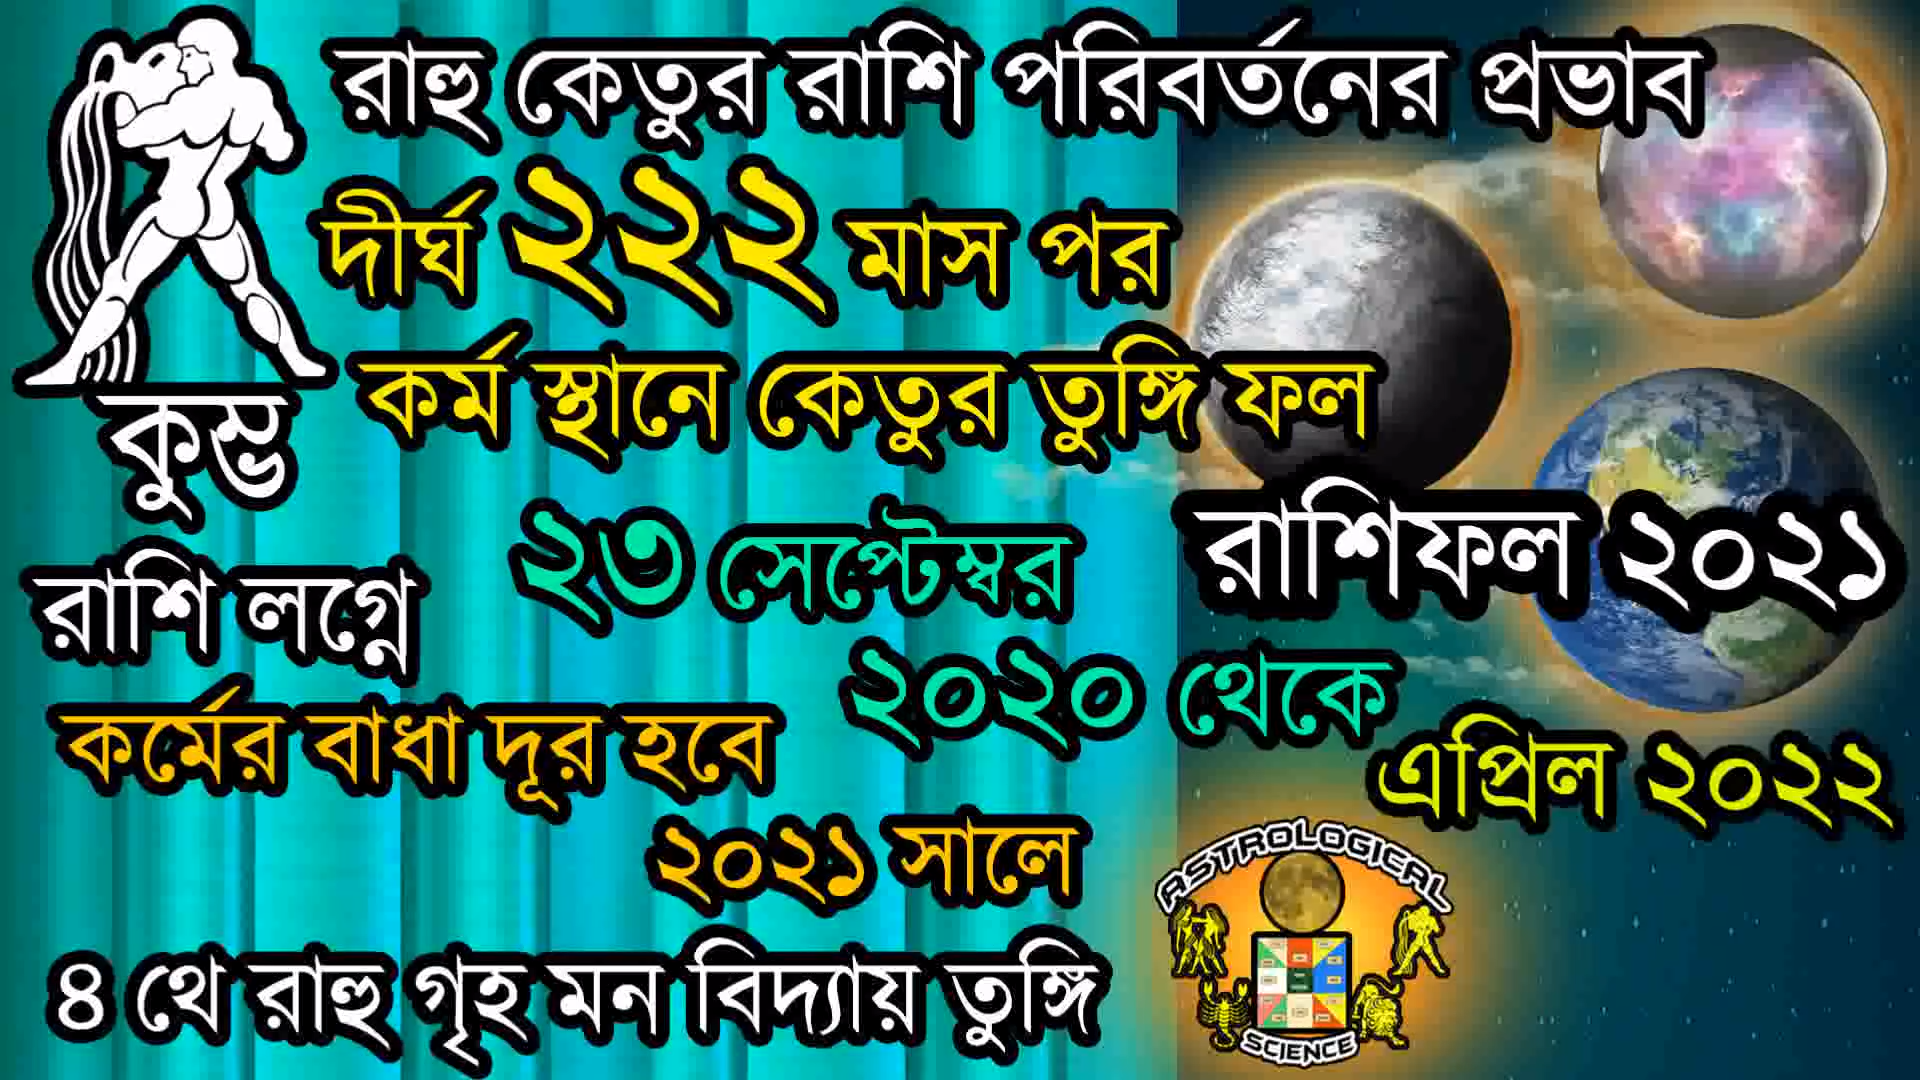 রাহু কেতুর রাশি পরিবর্তনের প্রভাব
দীর্ঘ ২২২ মাস পর
কর্ম স্থানে কেতুর তুঙ্গি ফল
কুম্ভ
রাশি লগ্নে
২৩ সেপ্টেম্বর
রাশিফল ২০২১
২০২০ থেকে
এপ্রিল ২০২২
কর্মের বাধা দূর হবে
২০২১ সালে
৪ থে রাহু গৃহ মন বিদ্যায় তুঙ্গি
ASTROLOGICAL
SCIENCE